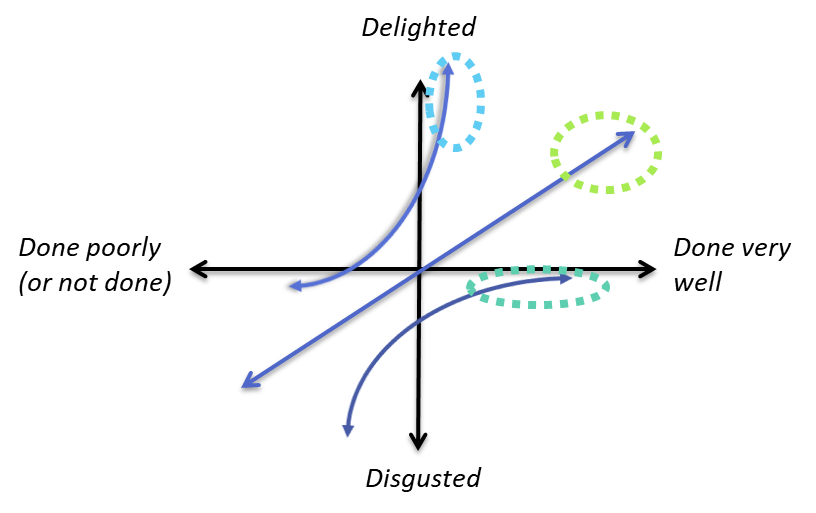 Delighted
Done poorly
(or not done)
Done very
well
Disgusted